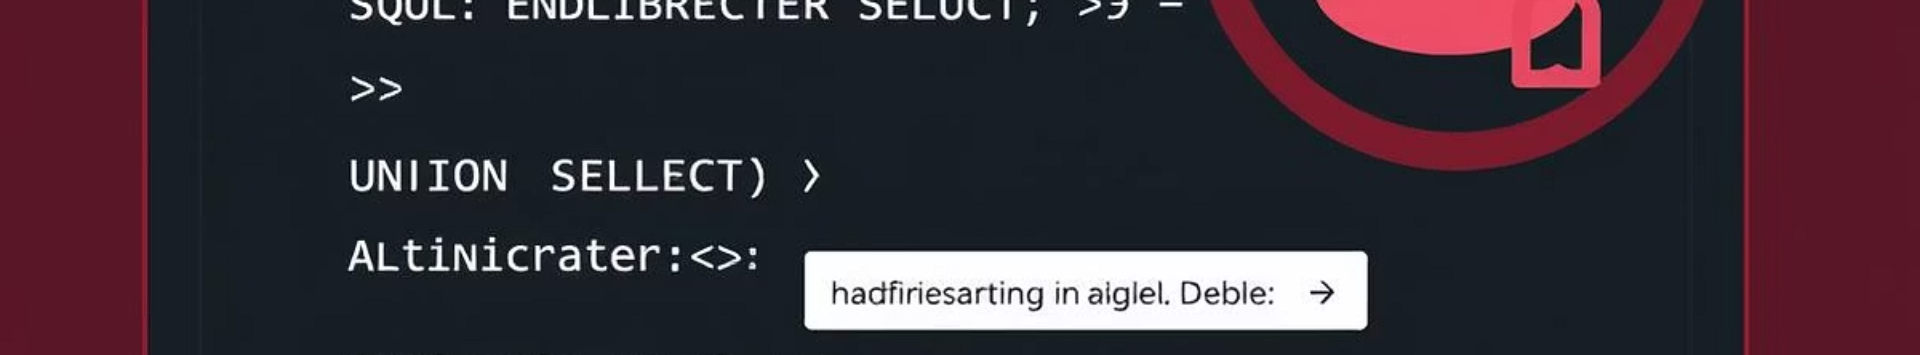 SQUL: ENDLIBRECTER SELUCT; >9 –
>>
UNIION SELLECT) >
ALtiNicrater:<>:
hadfiriesarting in aiglel. Deble: →